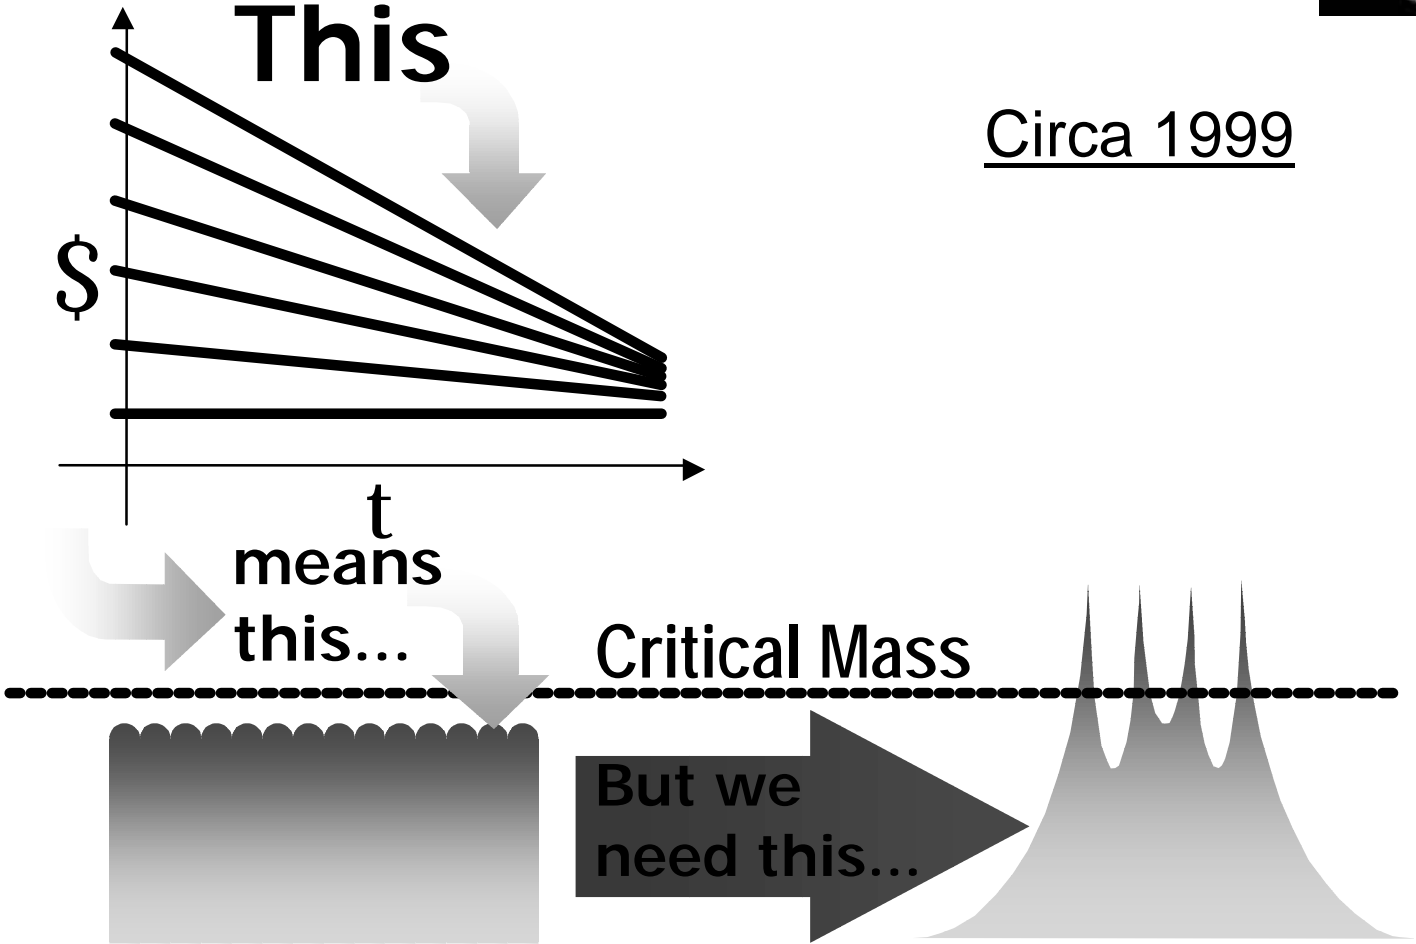 This
Circa 1999
$
t
means
this...
Critical Mass
But we
need this...